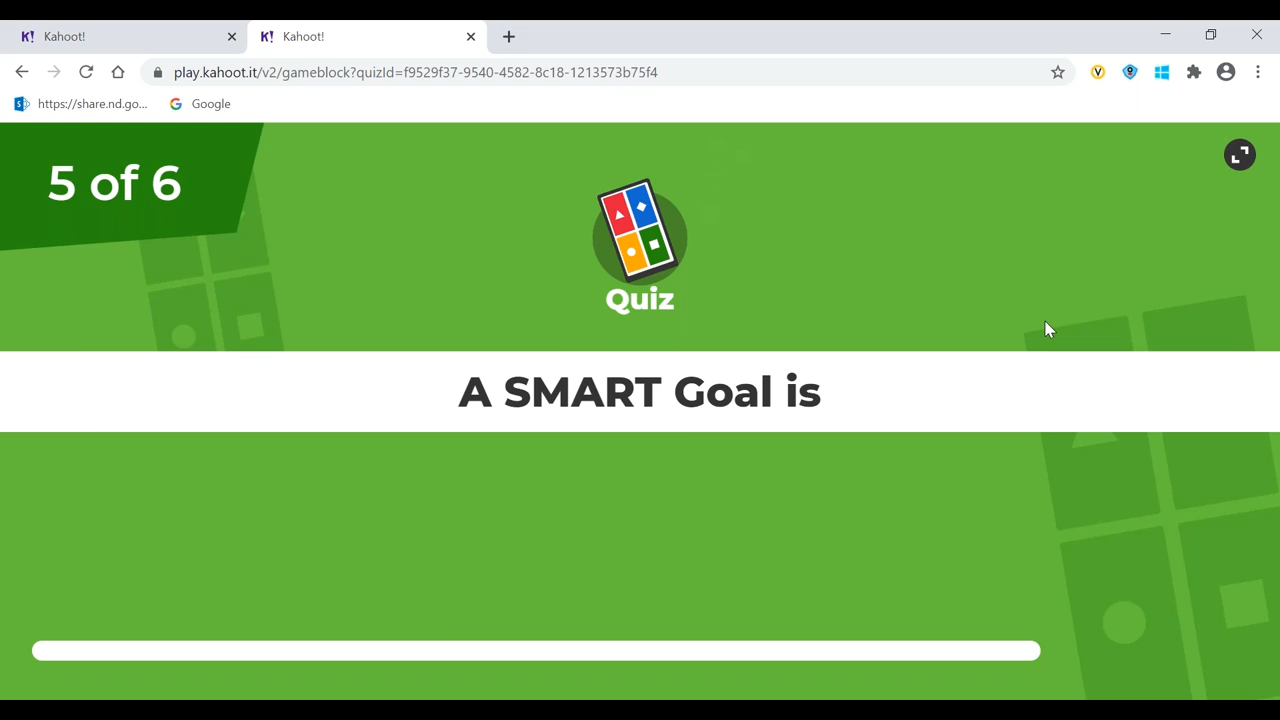 K! Kahoot!
K! Kahoot!
play.kahoot.it/v2/gameblock?quizId=f9529f37-9540-4582-8c18-1213573b75f4
https://share.nd.go... Google
5 of 6
Quiz
A SMART Goal is